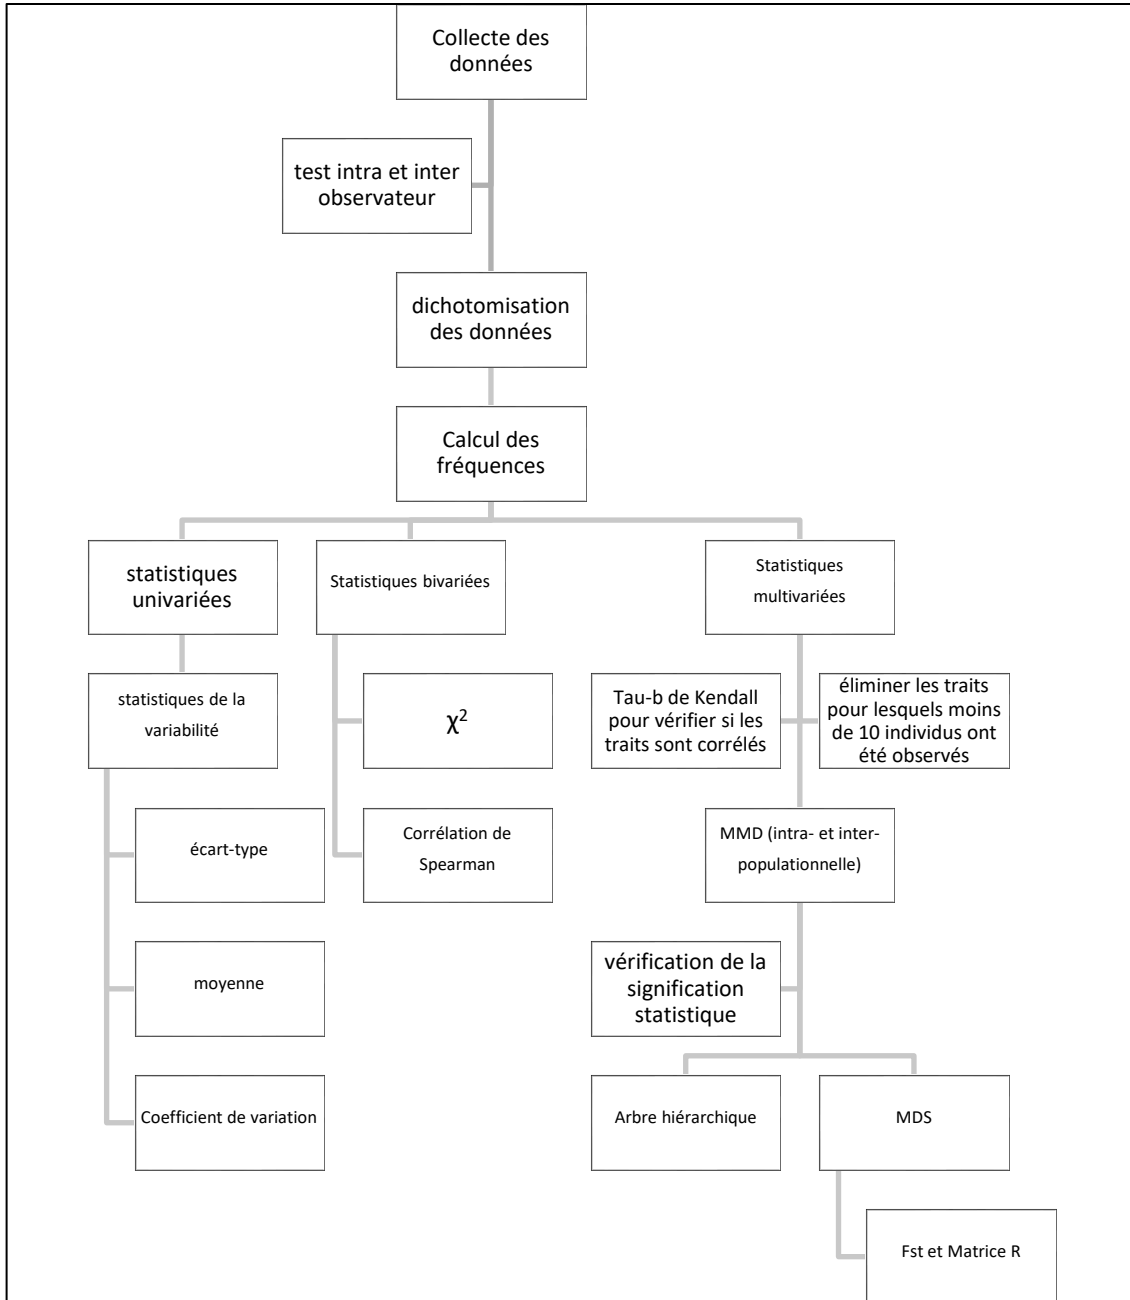 Collecte des
données
test intra et inter
observateur
dichotomisation
des données
Calcul des
fréquences
statistiques
univariées
Statistiques bivariées
Statistiques
multivariées
statistiques de la
variabilité
χ²
Tau-b de Kendall
pour vérifier si les
traits sont corrélés
éliminer les traits
pour lesquels moins
de 10 individus ont
été observés
écart-type
Corrélation de
Spearman
MMD (intra- et inter-
populationnelle)
moyenne
vérification de la
signification
statistique
Coefficient de variation
Arbre hiérarchique
MDS
Fst et Matrice R